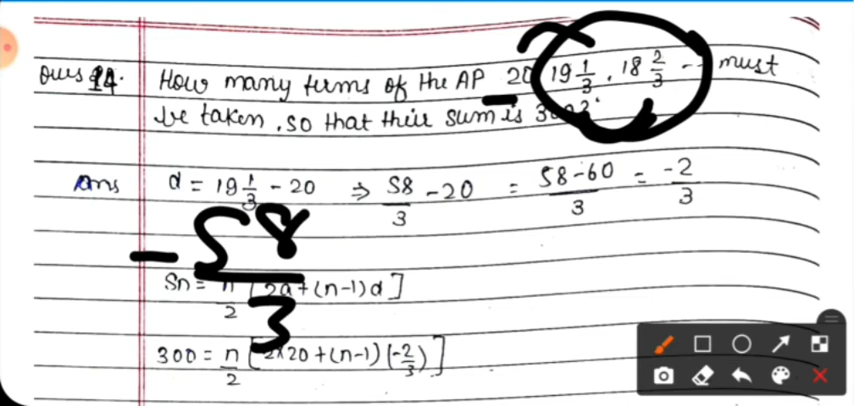 Ques 14. How many terms of the AP 20, 19 1/3, 18 2/3 -- must
be taken, so that their sum is 300?
Ans d = 19 1/3 - 20 ⇒ 58/3 - 20 = 58-60/3 = -2/3
- 58/3
Sn = n/2 [2a + (n-1)d]
300 = n/2 [2×20 + (n-1)(-2/3)]